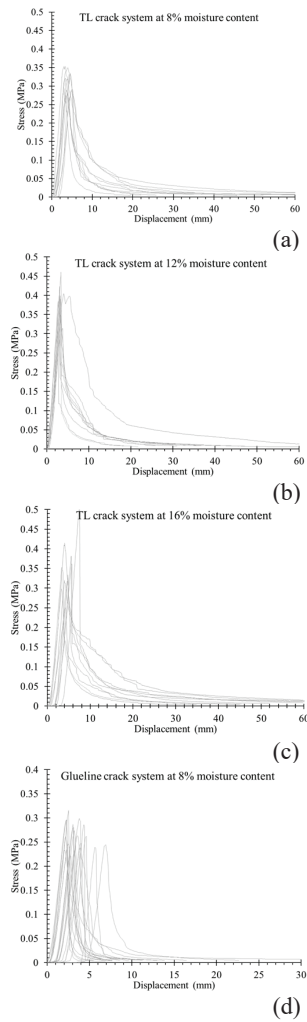 TL crack system at 8% moisture content
0.5
0.45
0.4
0.35
0.3
0.25
0.2
0.15
0.1
0.05
0
Stress (MPa)
0 10 20 30 40 50 60
Displacement (mm)
(a)
TL crack system at 12% moisture content
0.5
0.45
0.4
0.35
0.3
0.25
0.2
0.15
0.1
0.05
0
Stress (MPa)
0 10 20 30 40 50 60
Displacement (mm)
(b)
TL crack system at 16% moisture content
0.5
0.45
0.4
0.35
0.3
0.25
0.2
0.15
0.1
0.05
0
Stress (MPa)
0 10 20 30 40 50 60
Displacement (mm)
(c)
Glueline crack system at 8% moisture content
0.4
0.35
0.3
0.25
0.2
0.15
0.1
0.05
0
Stress (MPa)
0 5 10 15 20 25 30
Displacement (mm)
(d)